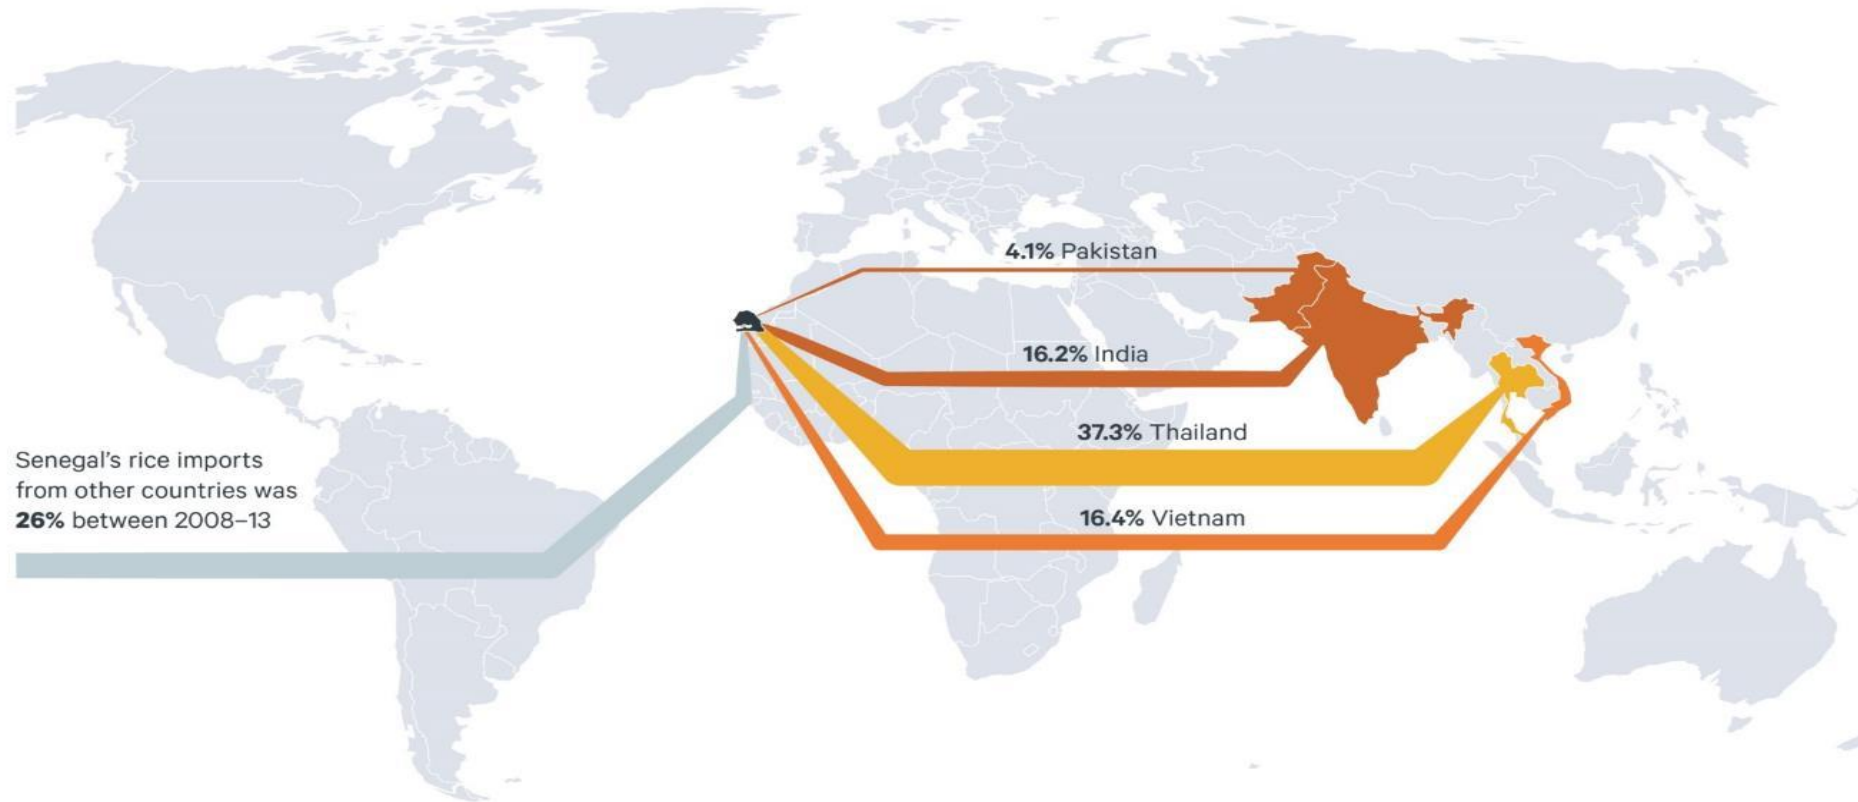 4.1% Pakistan
16.2% India
37.3% Thailand
Senegal’s rice imports
from other countries was
26% between 2008–13
16.4% Vietnam